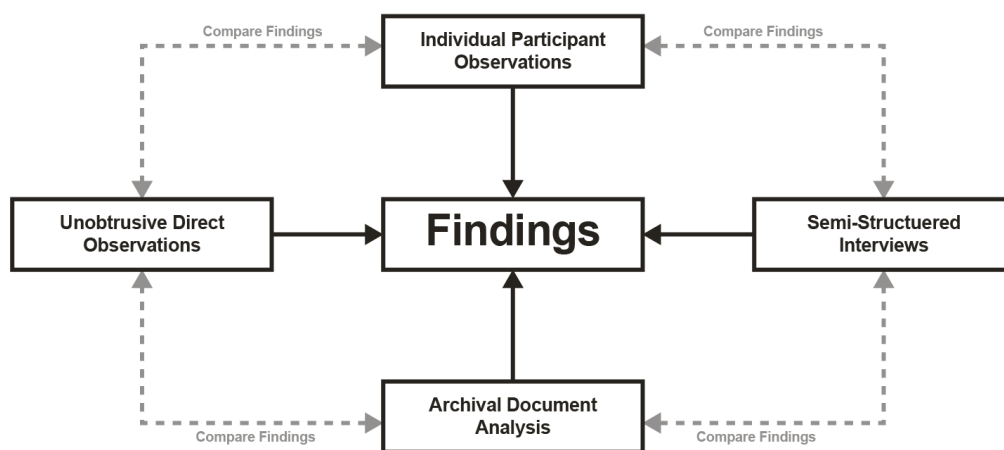 Compare Findings
Individual Participant
Observations
Compare Findings
Unobtrusive Direct
Observations
Findings
Semi-Structuered
Interviews
Archival Document
Analysis
Compare Findings
Compare Findings